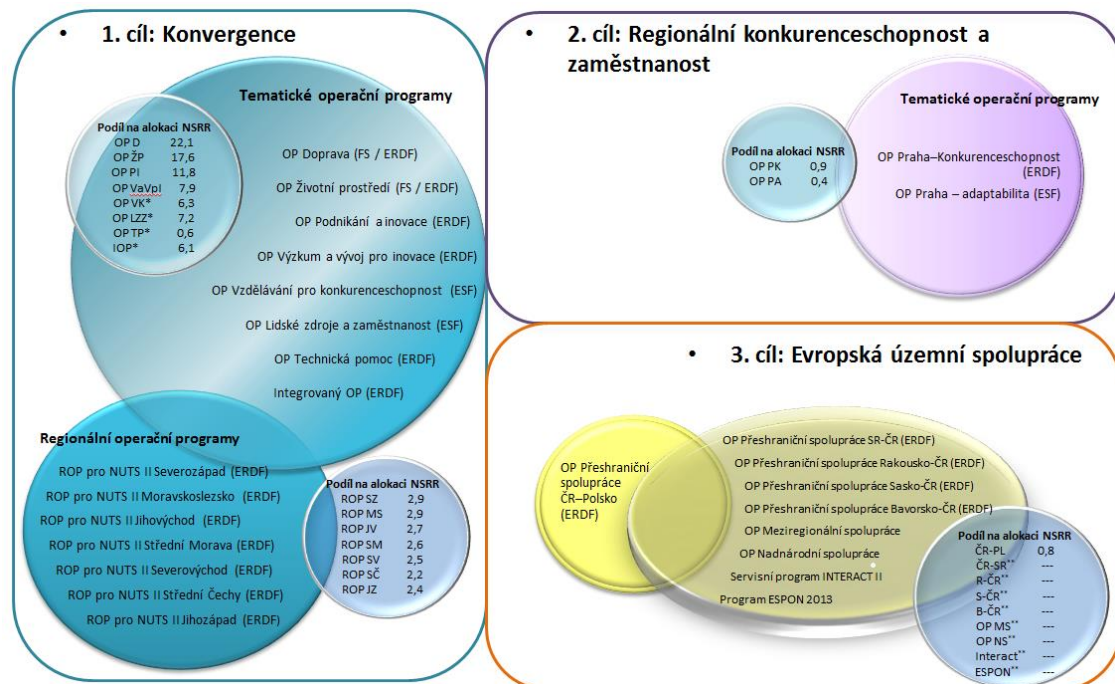 • 1. cíl: Konvergence
Tematické operační programy
Podíl na alokaci NSRR
OP D 22,1
OP ŽP 17,6
OP PI 11,8
OP VaVpI 7,9
OP VK* 6,3
OP LZZ* 7,2
OP TP* 0,6
IOP* 6,1
OP Doprava (FS / ERDF)
OP Životní prostředí (FS / ERDF)
OP Podnikání a inovace (ERDF)
OP Výzkum a vývoj pro inovace (ERDF)
OP Vzdělávání pro konkurenceschopnost (ESF)
OP Lidské zdroje a zaměstnanost (ESF)
OP Technická pomoc (ERDF)
Integrovaný OP (ERDF)
Regionální operační programy
ROP pro NUTS II Severozápad (ERDF)
ROP pro NUTS II Moravskoslezsko (ERDF)
ROP pro NUTS II Jihovýchod (ERDF)
ROP pro NUTS II Střední Morava (ERDF)
ROP pro NUTS II Severovýchod (ERDF)
ROP pro NUTS II Střední Čechy (ERDF)
ROP pro NUTS II Jihozápad (ERDF)
Podíl na alokaci NSRR
ROP SZ 2,9
ROP MS 2,9
ROP JV 2,7
ROP SM 2,6
ROP SV 2,5
ROP SČ 2,2
ROP JZ 2,4
• 2. cíl: Regionální konkurenceschopnost a
zaměstnanost
Tematické operační programy
Podíl na alokaci NSRR
OP PK 0,9
OP PA 0,4
OP Praha–Konkurenceschopnost
(ERDF)
OP Praha – adaptabilita (ESF)
• 3. cíl: Evropská územní spolupráce
OP Přeshraniční
spolupráce
ČR–Polsko
(ERDF)
OP Přeshraniční spolupráce SR-ČR (ERDF)
OP Přeshraniční spolupráce Rakousko-ČR (ERDF)
OP Přeshraniční spolupráce Sasko-ČR (ERDF)
OP Přeshraniční spolupráce Bavorsko-ČR (ERDF)
OP Meziregionální spolupráce
OP Nadnárodní spolupráce
Servisní program INTERACT II
Program ESPON 2013
Podíl na alokaci NSRR
ČR-PL 0,8
ČR-SR** ---
R-ČR** ---
S-ČR** ---
B-ČR** ---
OP MS** ---
OP NS** ---
Interact** ---
ESPON** ---